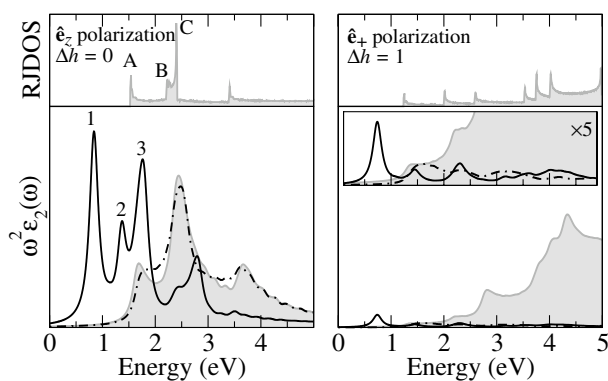 RJDOS
ê_z polarization
Δh = 0
A
B
C
ê₊ polarization
Δh = 1
ω²ε₂(ω)
1
2
3
×5
0 1 2 3 4
Energy (eV)
0 1 2 3 4 5
Energy (eV)